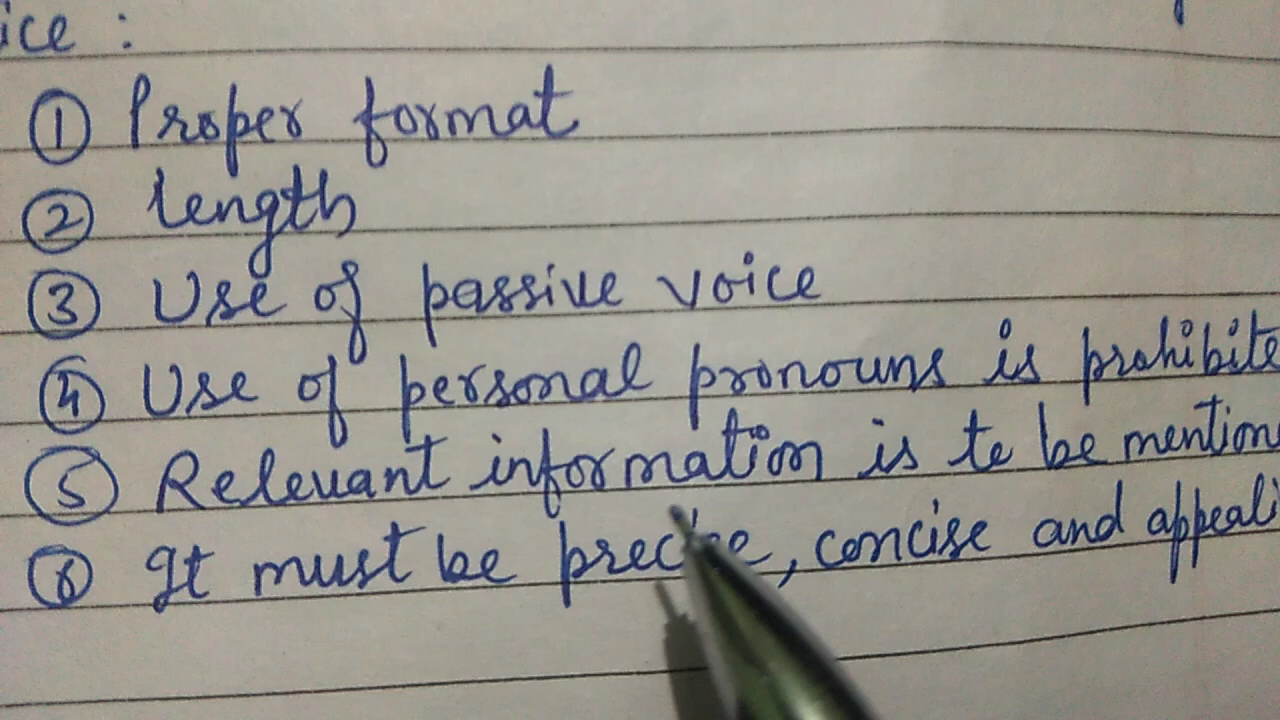 ice :
① Proper format
② Length
③ Use of passive voice
④ Use of personal pronouns is prohibite
⑤ Relevant information is to be mention
⑥ It must be precise, concise and appeali